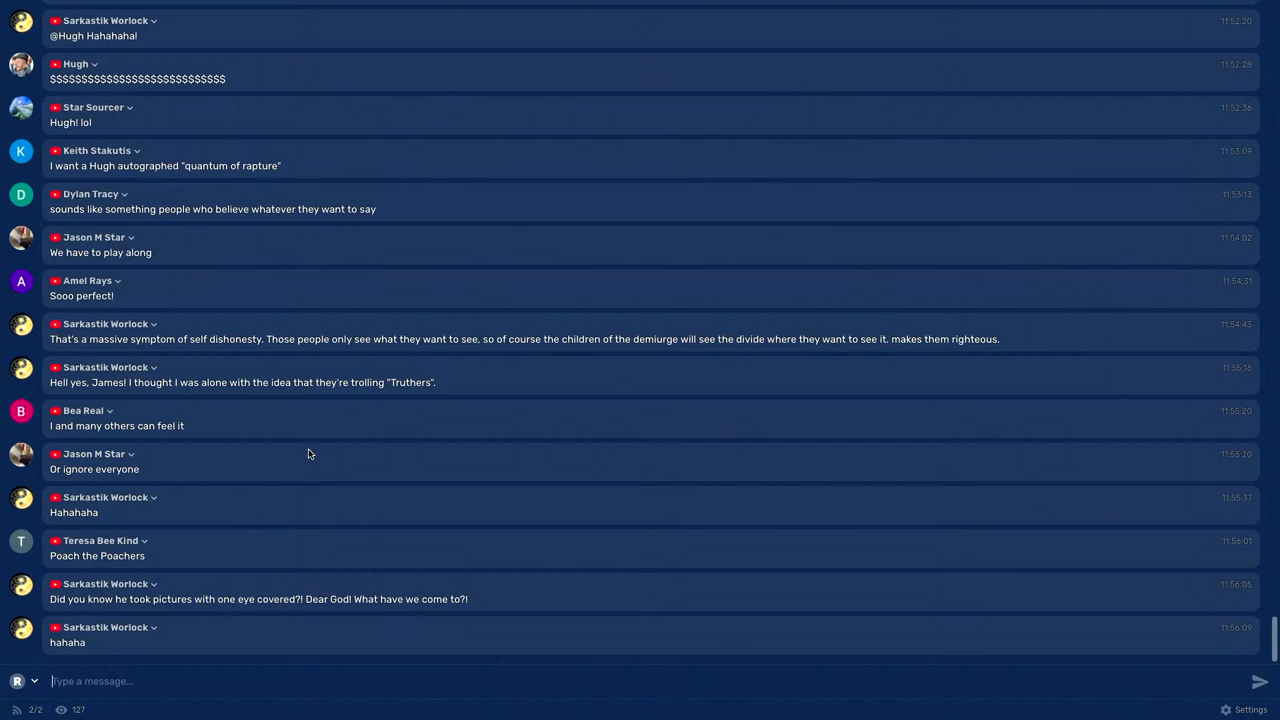 Sarkastik Worlock
11:52:20
@Hugh Hahahaha!
Hugh
11:52:28
$$$$$$$$$$$$$$$$$$$$$$$$$$$$
Star Sourcer
11:52:36
Hugh! lol
K
Keith Stakutis
11:53:09
I want a Hugh autographed "quantum of rapture"
D
Dylan Tracy
11:53:13
sounds like something people who believe whatever they want to say
Jason M Star
11:54:02
We have to play along
A
Amel Rays
11:54:31
Sooo perfect!
Sarkastik Worlock
11:54:43
That's a massive symptom of self dishonesty. Those people only see what they want to see, so of course the children of the demiurge will see the divide where they want to see it. makes them righteous.
Sarkastik Worlock
11:55:16
Hell yes, James! I thought I was alone with the idea that they're trolling "Truthers".
B
Bea Real
11:55:20
I and many others can feel it
Jason M Star
11:55:20
Or ignore everyone
Sarkastik Worlock
11:55:37
Hahahaha
T
Teresa Bee Kind
11:56:01
Poach the Poachers
Sarkastik Worlock
11:56:05
Did you know he took pictures with one eye covered?! Dear God! What have we come to?!
Sarkastik Worlock
11:56:09
hahaha
R
Type a message...
2/2
127
Settings